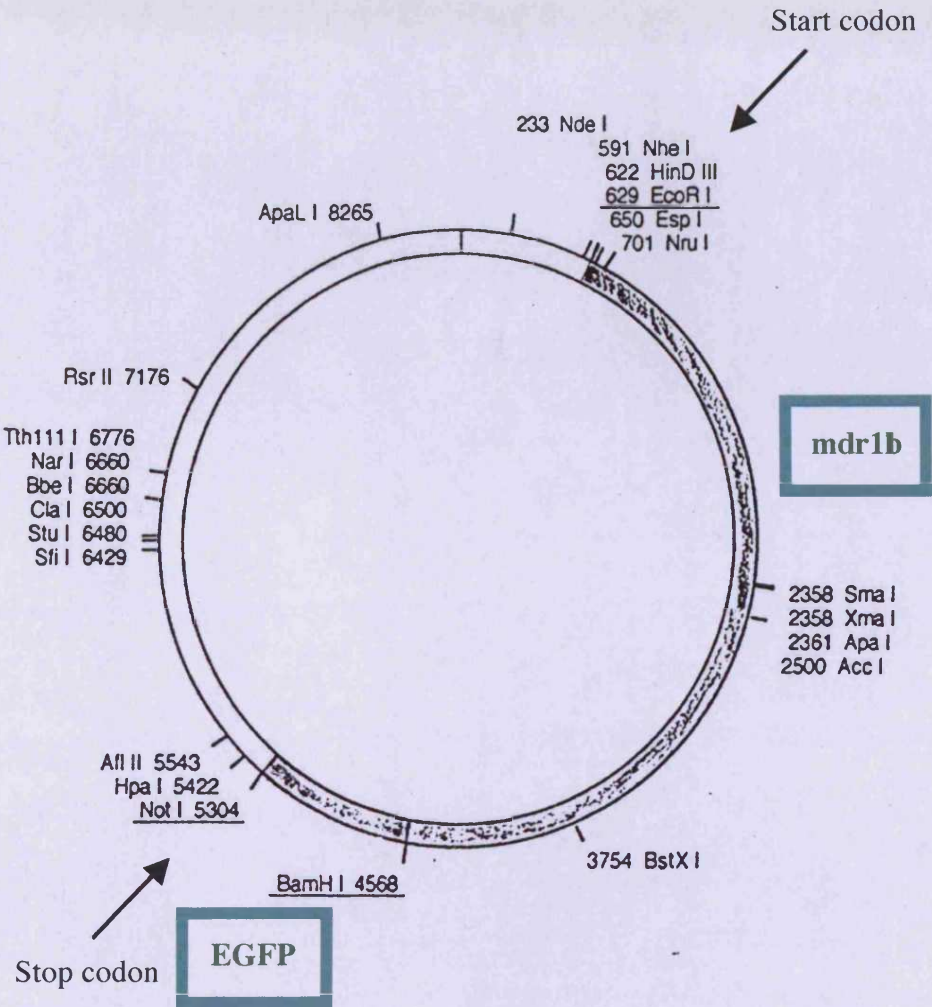 Start codon
233 Nde I
591 Nhe I
622 HinD III
629 EcoR I
650 Esp I
701 Nru I
ApaL I 8265
Rsr II 7176
Tth111 I 6776
Nar I 6660
Bbe I 6660
Cla I 6500
Stu I 6480
Sfi I 6429
mdr1b
2358 Sma I
2358 Xma I
2361 Apa I
2500 Acc I
Afl II 5543
Hpa I 5422
Not I 5304
3754 BstX I
BamH I 4568
EGFP
Stop codon